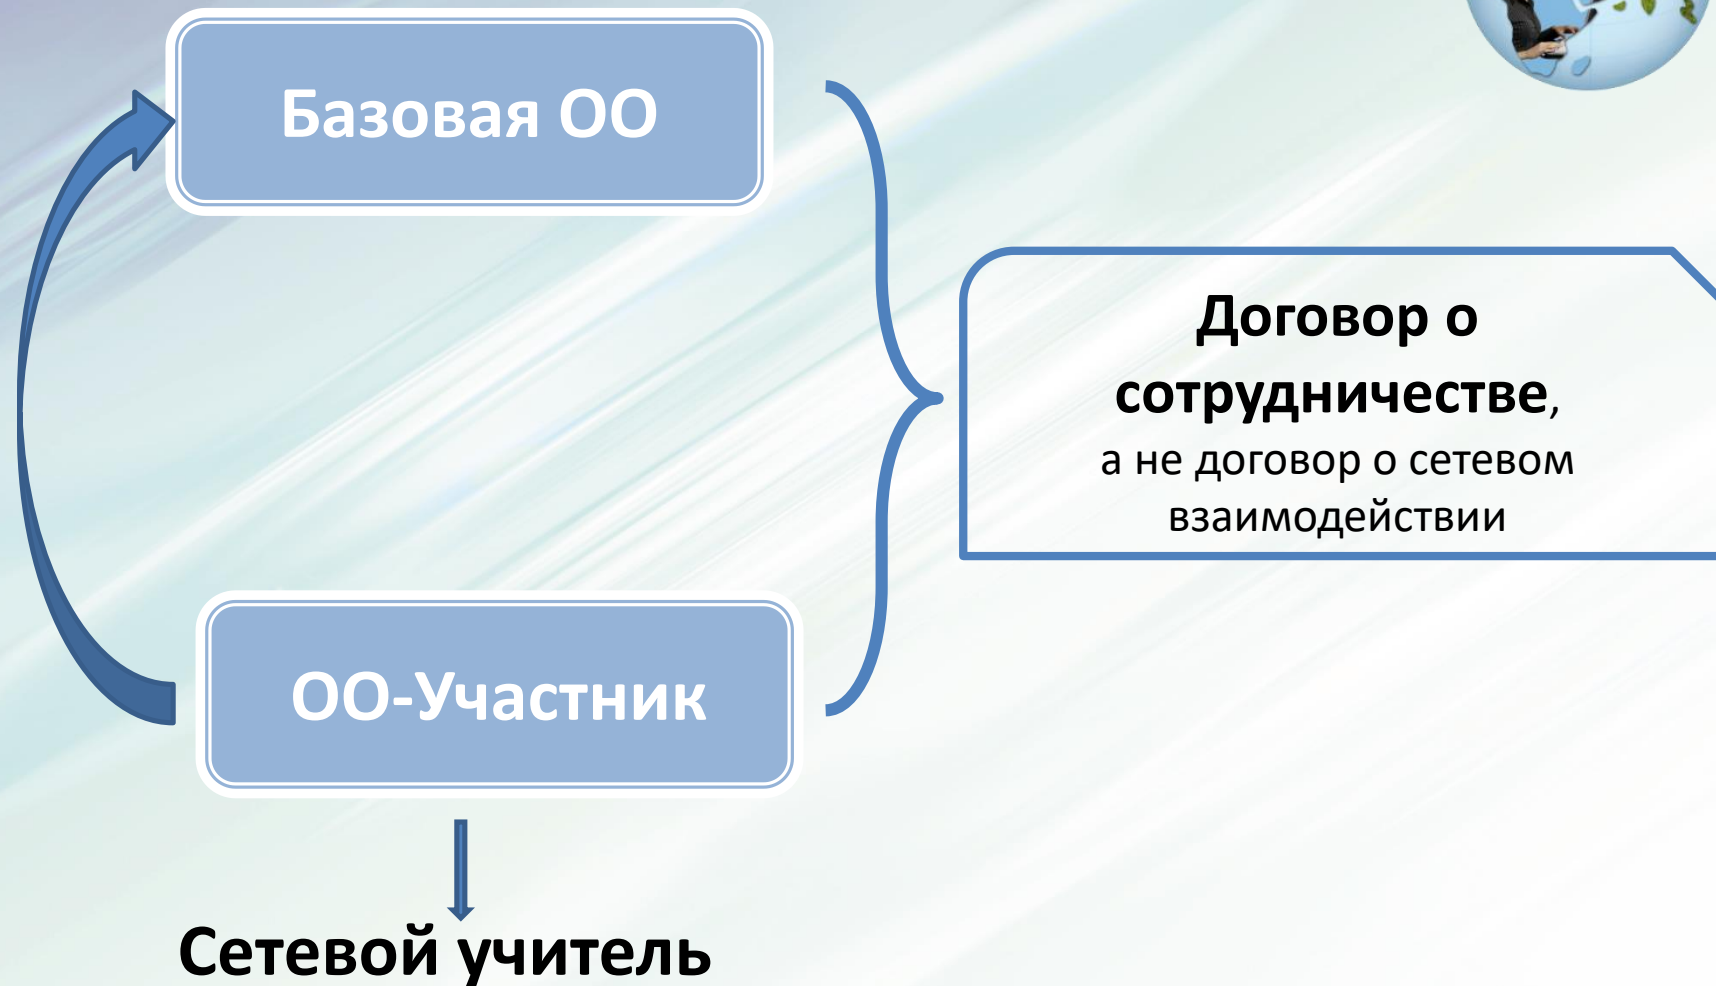 Базовая ОО
Договор о
сотрудничестве,
а не договор о сетевом
взаимодействии
ОО-Участник
Сетевой учитель